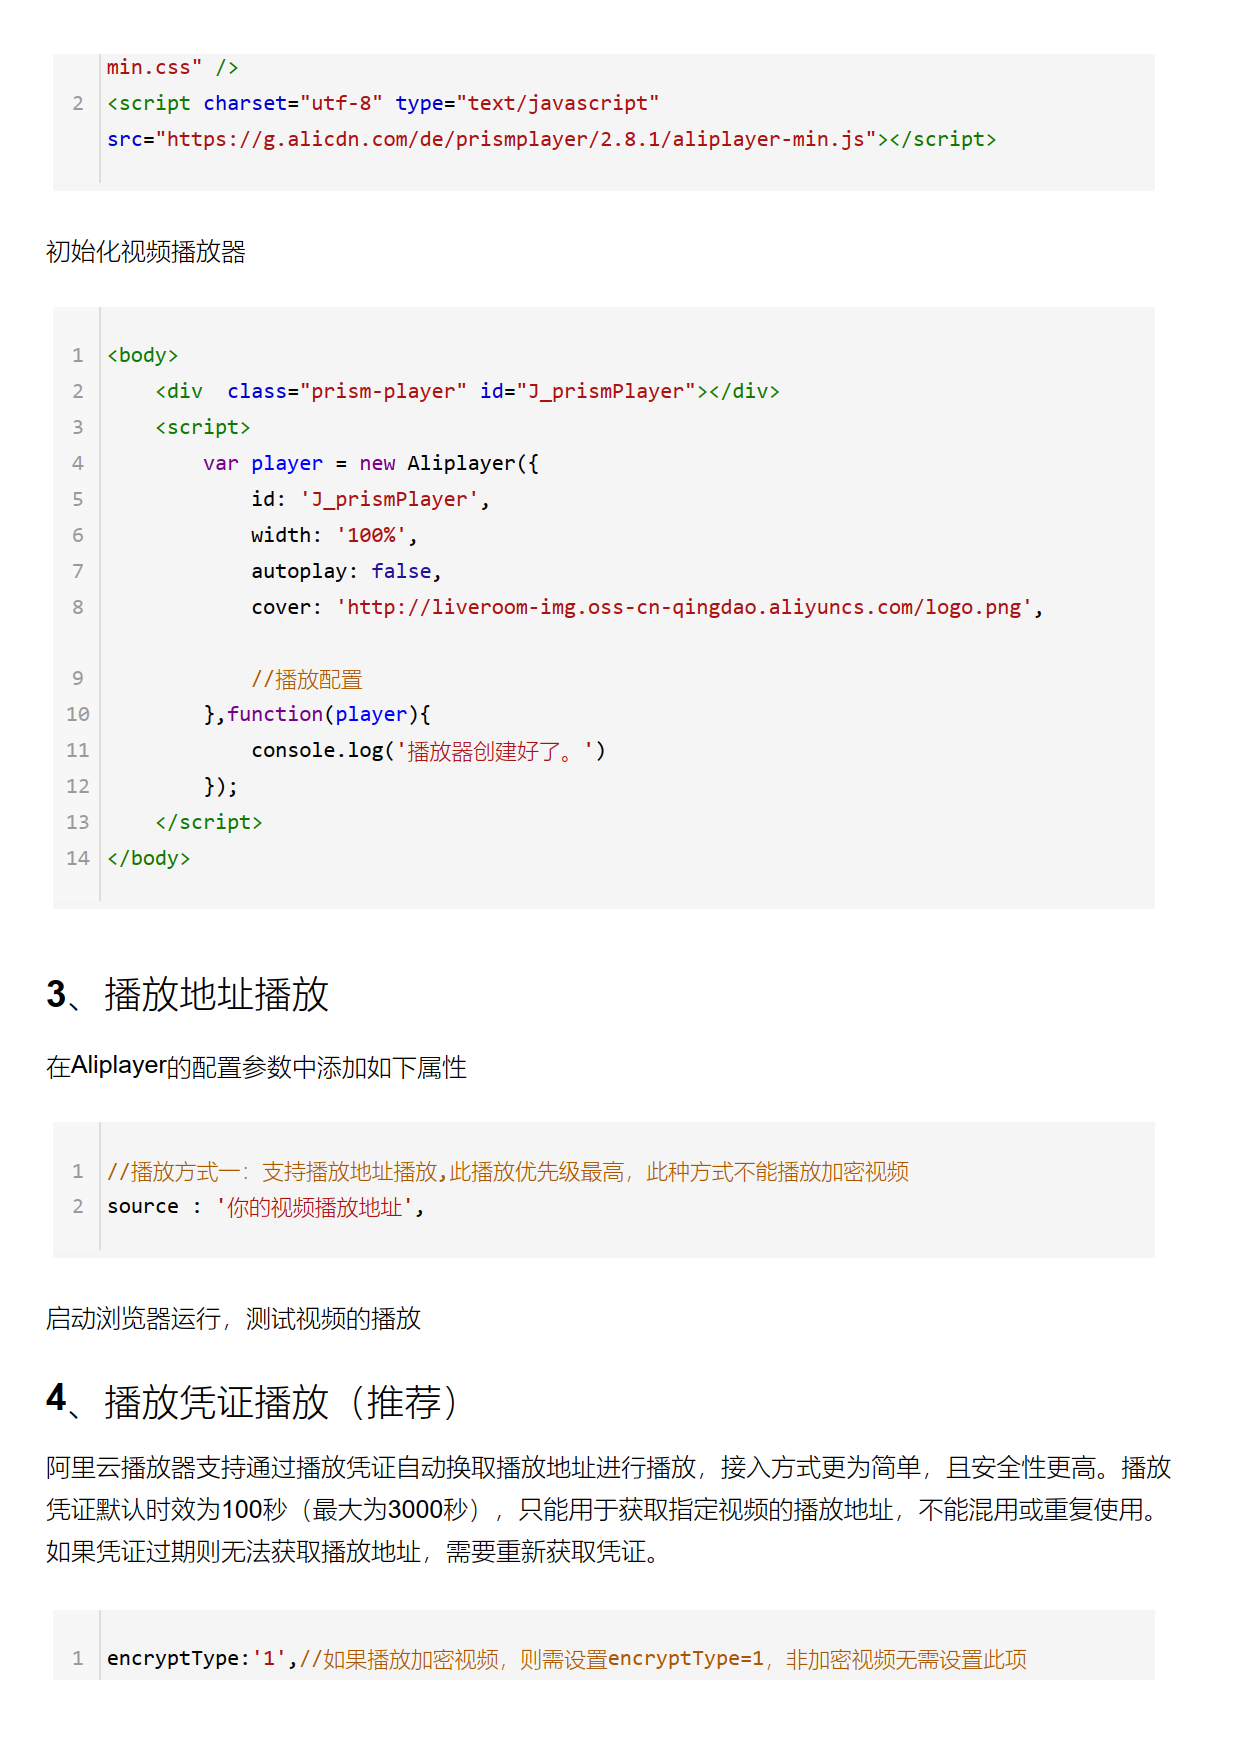 min.css" />
2 <script charset="utf-8" type="text/javascript"
src="https://g.alicdn.com/de/prismplayer/2.8.1/aliplayer-min.js"></script>
初始化视频播放器
1 <body>
2     <div  class="prism-player" id="J_prismPlayer"></div>
3     <script>
4         var player = new Aliplayer({
5             id: 'J_prismPlayer',
6             width: '100%',
7             autoplay: false,
8             cover: 'http://liveroom-img.oss-cn-qingdao.aliyuncs.com/logo.png',
9             //播放配置
10         },function(player){
11             console.log('播放器创建好了。')
12         });
13     </script>
14 </body>
3、播放地址播放
在Aliplayer的配置参数中添加如下属性
1 //播放方式一：支持播放地址播放,此播放优先级最高，此种方式不能播放加密视频
2 source : '你的视频播放地址',
启动浏览器运行，测试视频的播放
4、播放凭证播放（推荐）
阿里云播放器支持通过播放凭证自动换取播放地址进行播放，接入方式更为简单，且安全性更高。播放
凭证默认时效为100秒（最大为3000秒），只能用于获取指定视频的播放地址，不能混用或重复使用。
如果凭证过期则无法获取播放地址，需要重新获取凭证。
1 encryptType:'1',//如果播放加密视频，则需设置encryptType=1，非加密视频无需设置此项